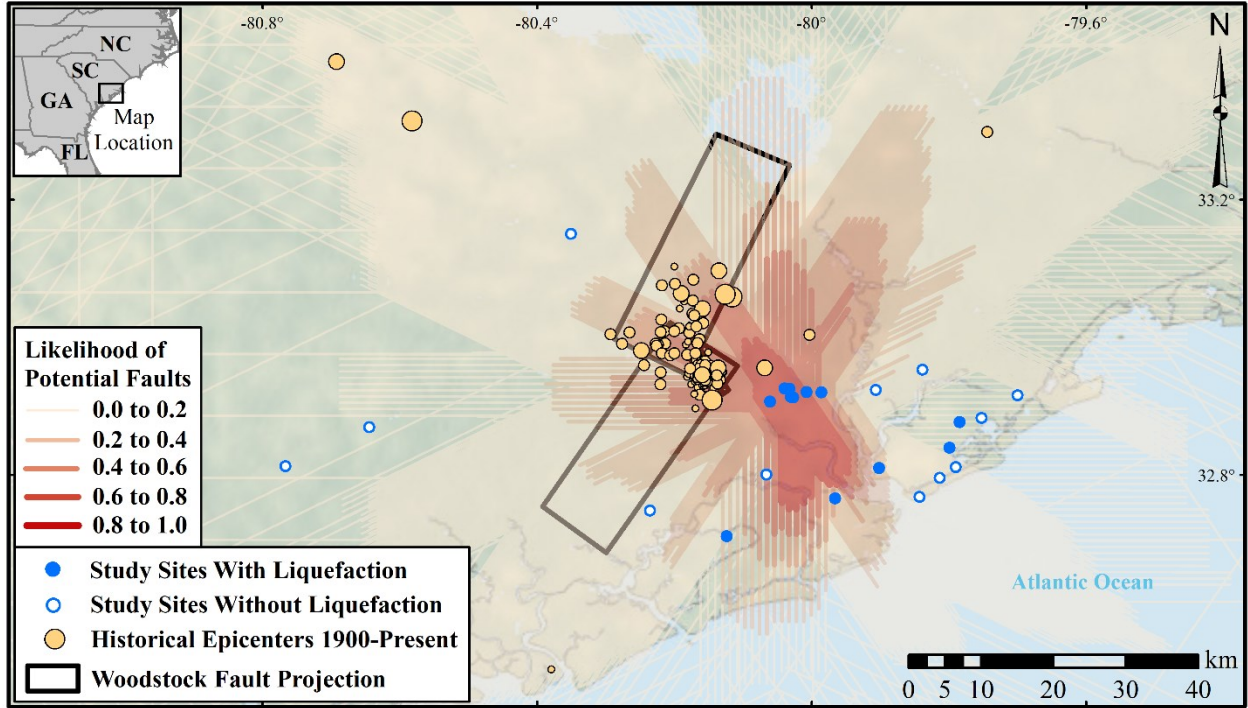 -80.8°
-80.4°
-80°
-79.6°
N
NC
SC
GA
Map
Location
FL
33.2°
32.8°
Likelihood of
Potential Faults
0.0 to 0.2
0.2 to 0.4
0.4 to 0.6
0.6 to 0.8
0.8 to 1.0
Study Sites With Liquefaction
Study Sites Without Liquefaction
Historical Epicenters 1900-Present
Woodstock Fault Projection
Atlantic Ocean
km
0 5 10 20 30 40